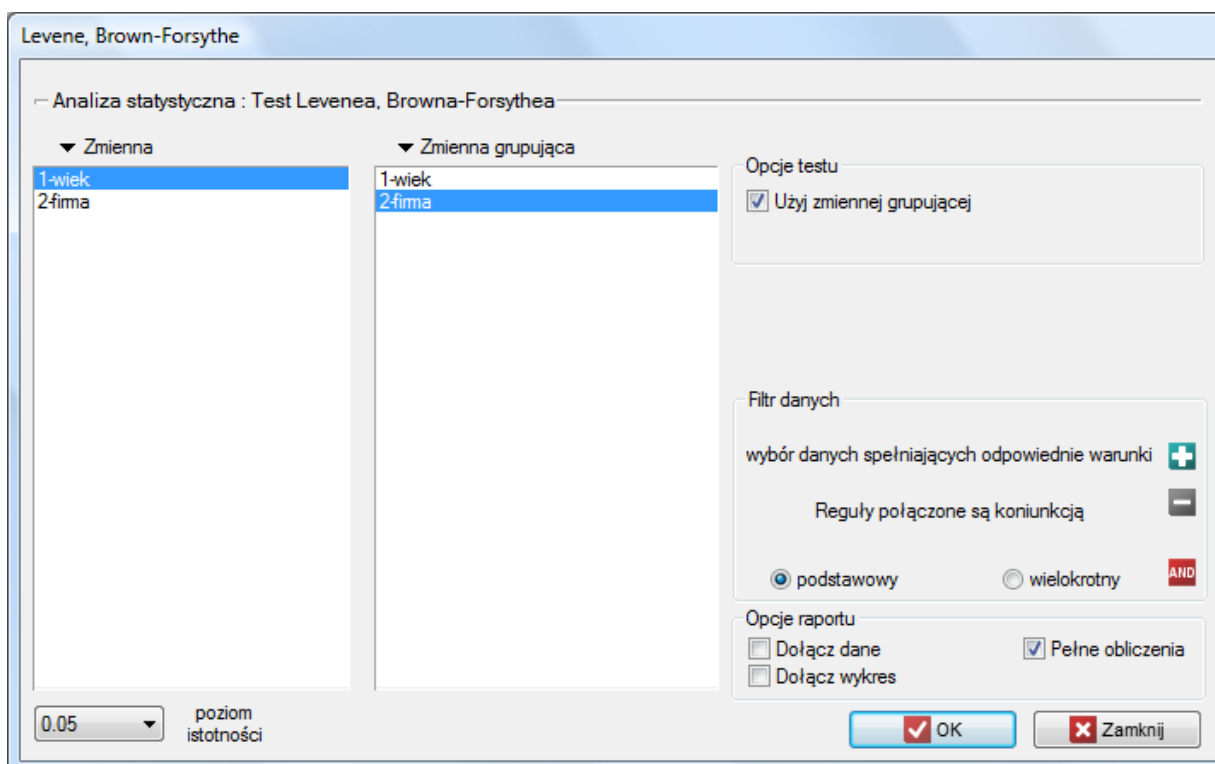 Levene, Brown-Forsythe
Analiza statystyczna : Test Levenea, Browna-Forsythea
Zmienna
1-wiek
2-firma
Zmienna grupująca
1-wiek
2-firma
Opcje testu
Użyj zmiennej grupującej
Filtr danych
wybór danych spełniających odpowiednie warunki
Reguły połączone są koniunkcją
podstawowy wielokrotny AND
Opcje raportu
Dołącz dane Pełne obliczenia
Dołącz wykres
0.05 poziom
istotności
OK Zamknij